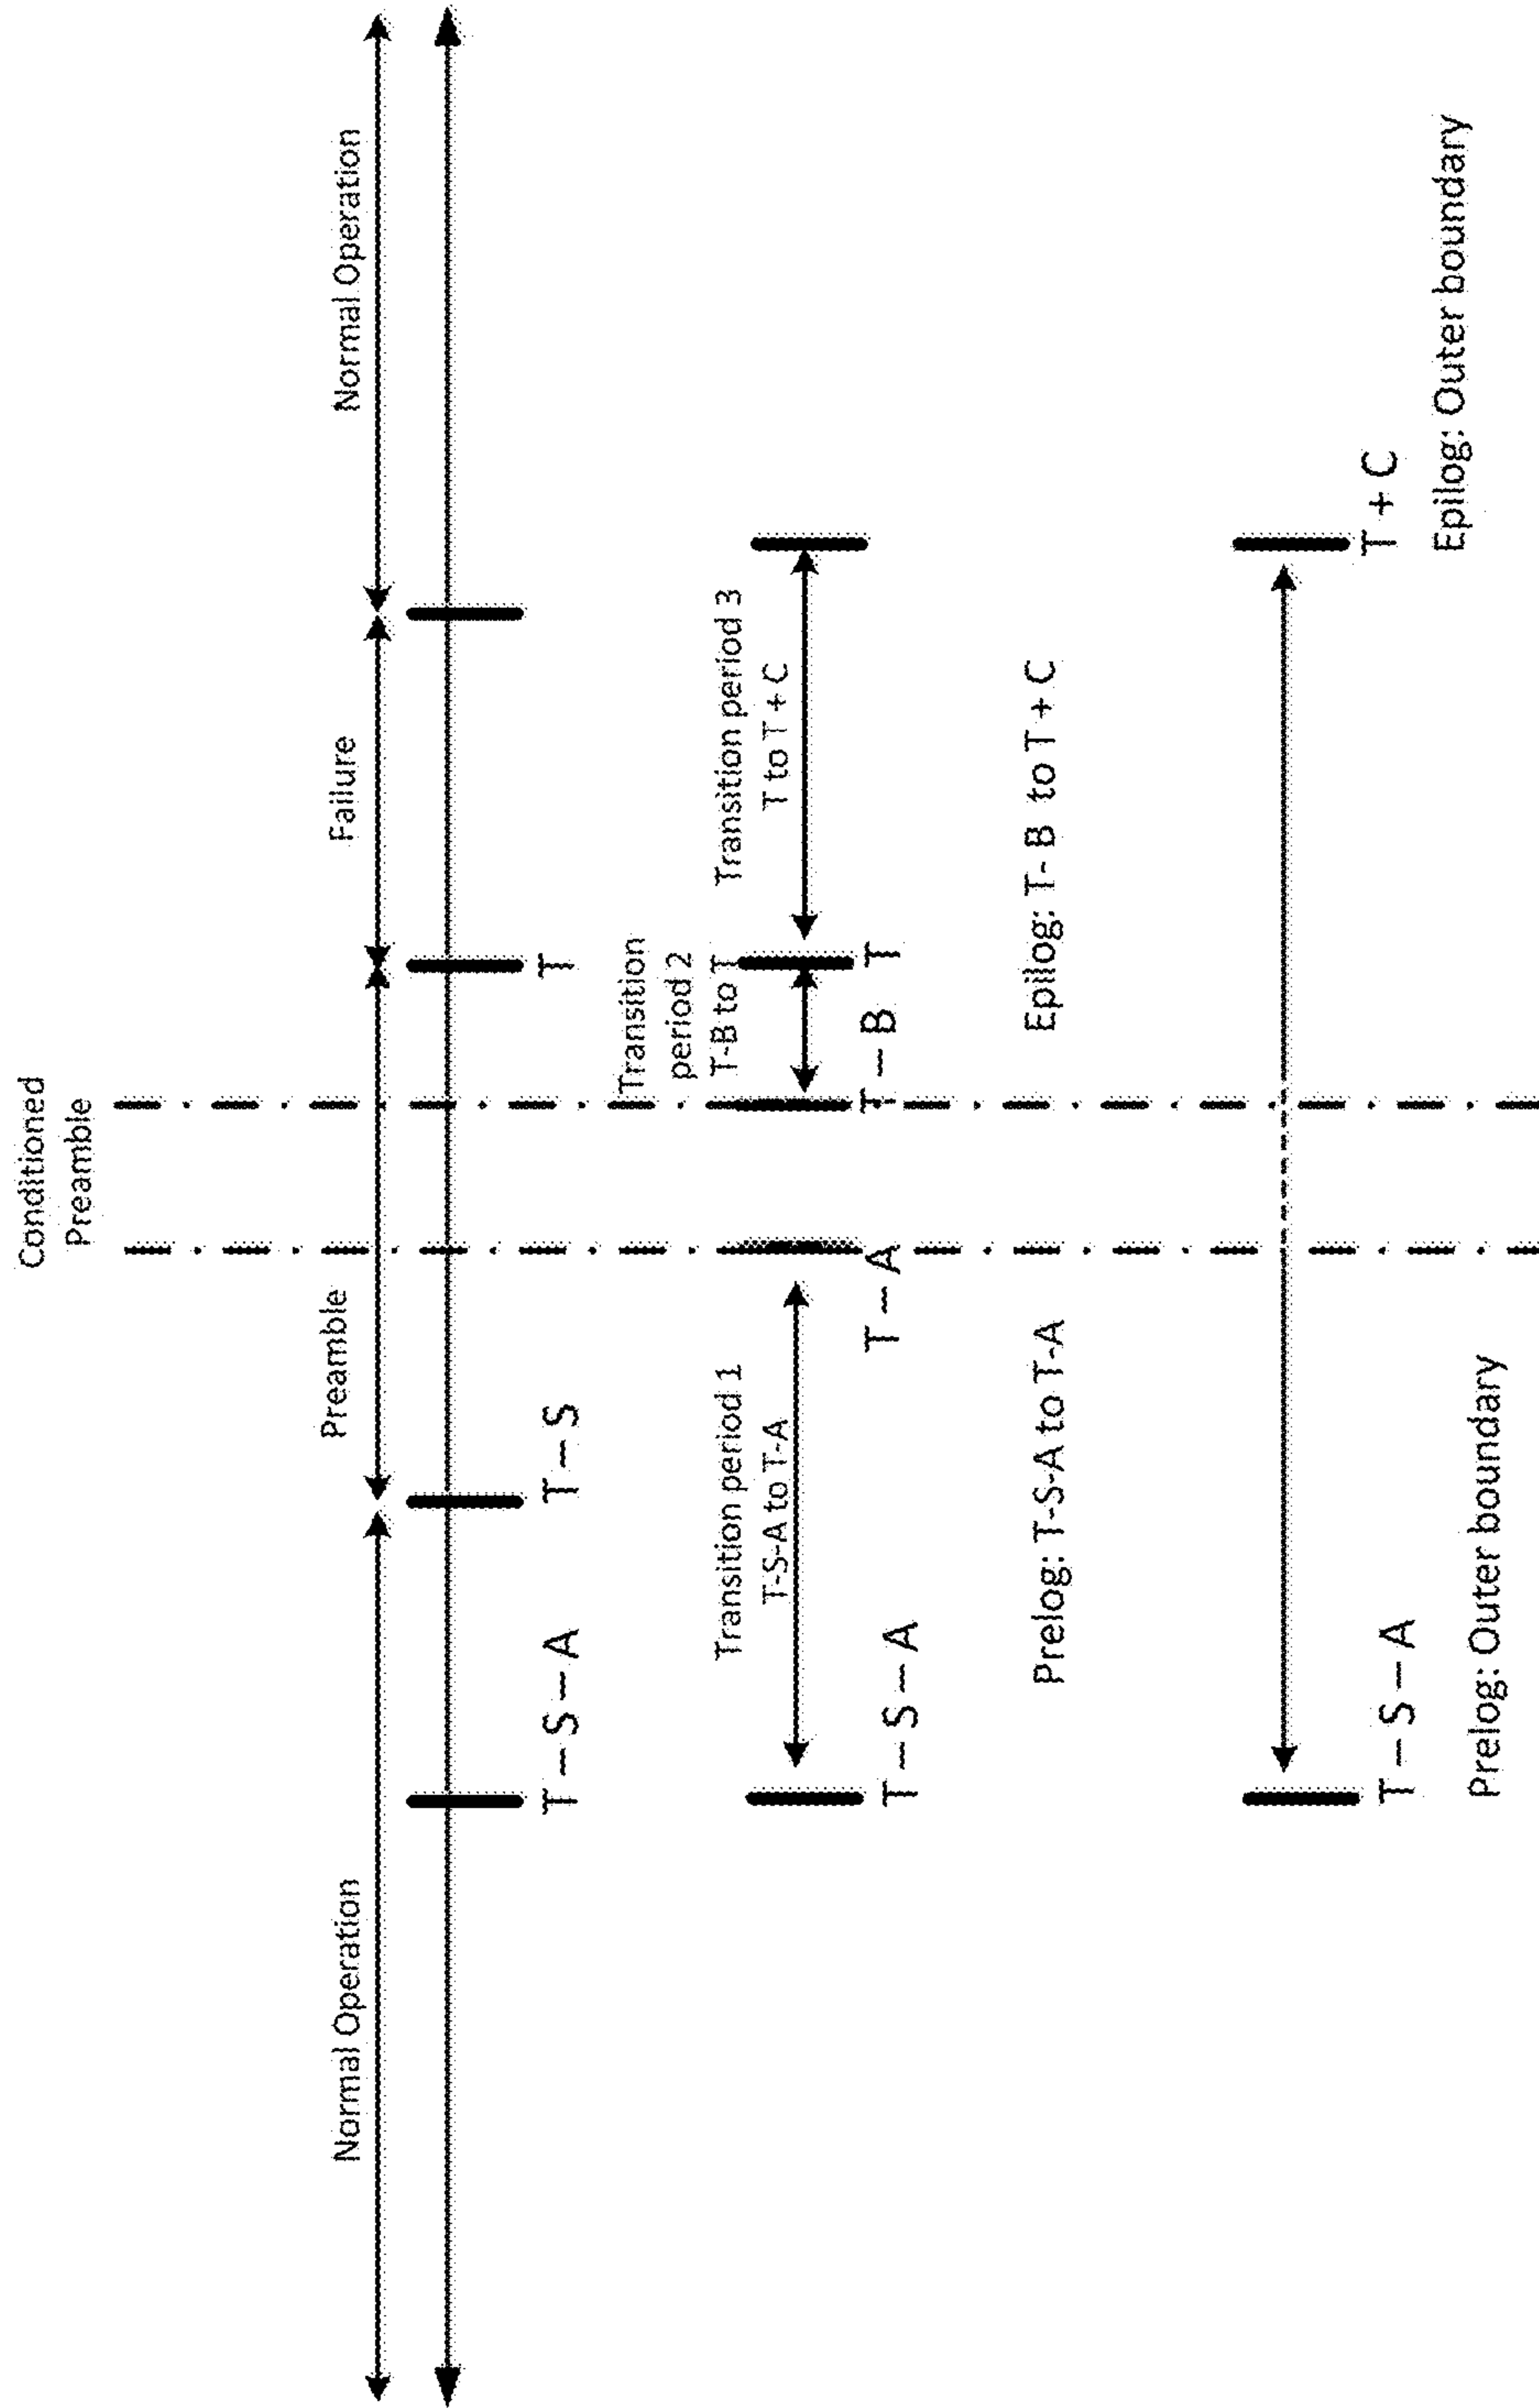 Conditioned
Preamble
Normal Operation
Preamble
Failure
Normal Operation
T – S – A
T – S
T
Transition period 1
T-S-A to T-A
Transition
period 2
T-B to T
Transition period 3
T to T + C
T – S – A
T – A
T – B
T
Prelog: T-S-A to T-A
Epilog: T- B to T + C
T – S – A
T + C
Prelog: Outer boundary
Epilog: Outer boundary